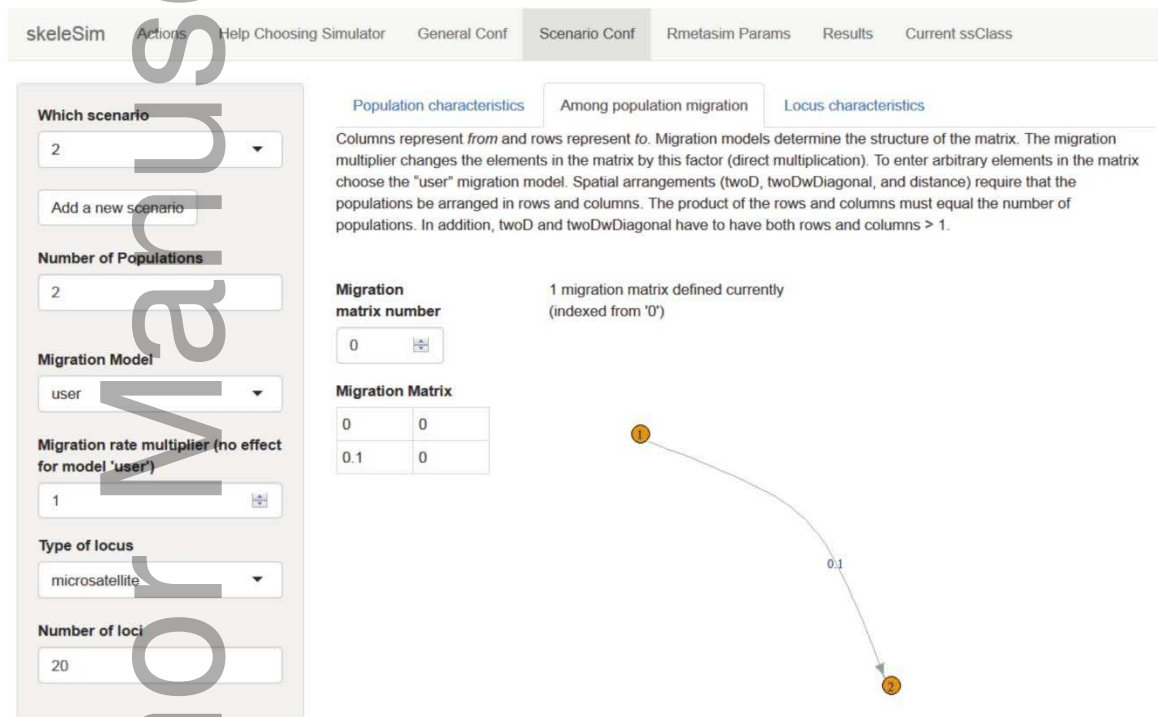 skeleSim Actions Help Choosing Simulator General Conf Scenario Conf Rmetasim Params Results Current ssClass
Which scenario
2
Add a new scenario
Number of Populations
2
Migration Model
user
Migration rate multiplier (no effect
for model 'user')
1
Type of locus
microsatellite
Number of loci
20
Population characteristics Among population migration Locus characteristics
Columns represent from and rows represent to. Migration models determine the structure of the matrix. The migration
multiplier changes the elements in the matrix by this factor (direct multiplication). To enter arbitrary elements in the matrix
choose the "user" migration model. Spatial arrangements (twoD, twoDwDiagonal, and distance) require that the
populations be arranged in rows and columns. The product of the rows and columns must equal the number of
populations. In addition, twoD and twoDwDiagonal have to have both rows and columns > 1.
Migration
matrix number
0
1 migration matrix defined currently
(indexed from '0')
Migration Matrix
0 0
0.1 0
1
0.1
2
or Manus